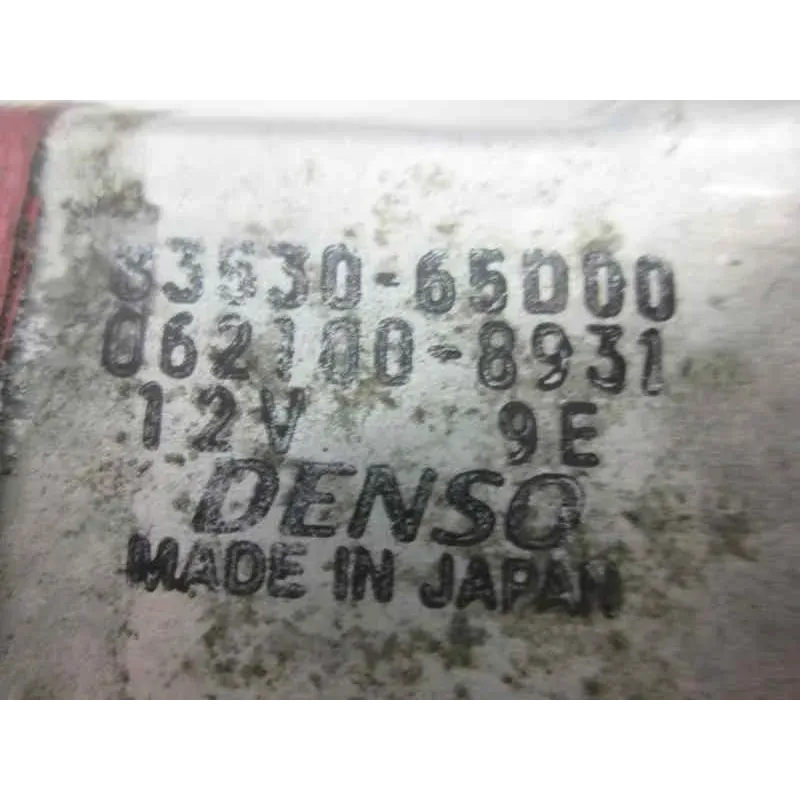 83530-65D00
062100-8931
12V 9E
DENSO
MADE IN JAPAN